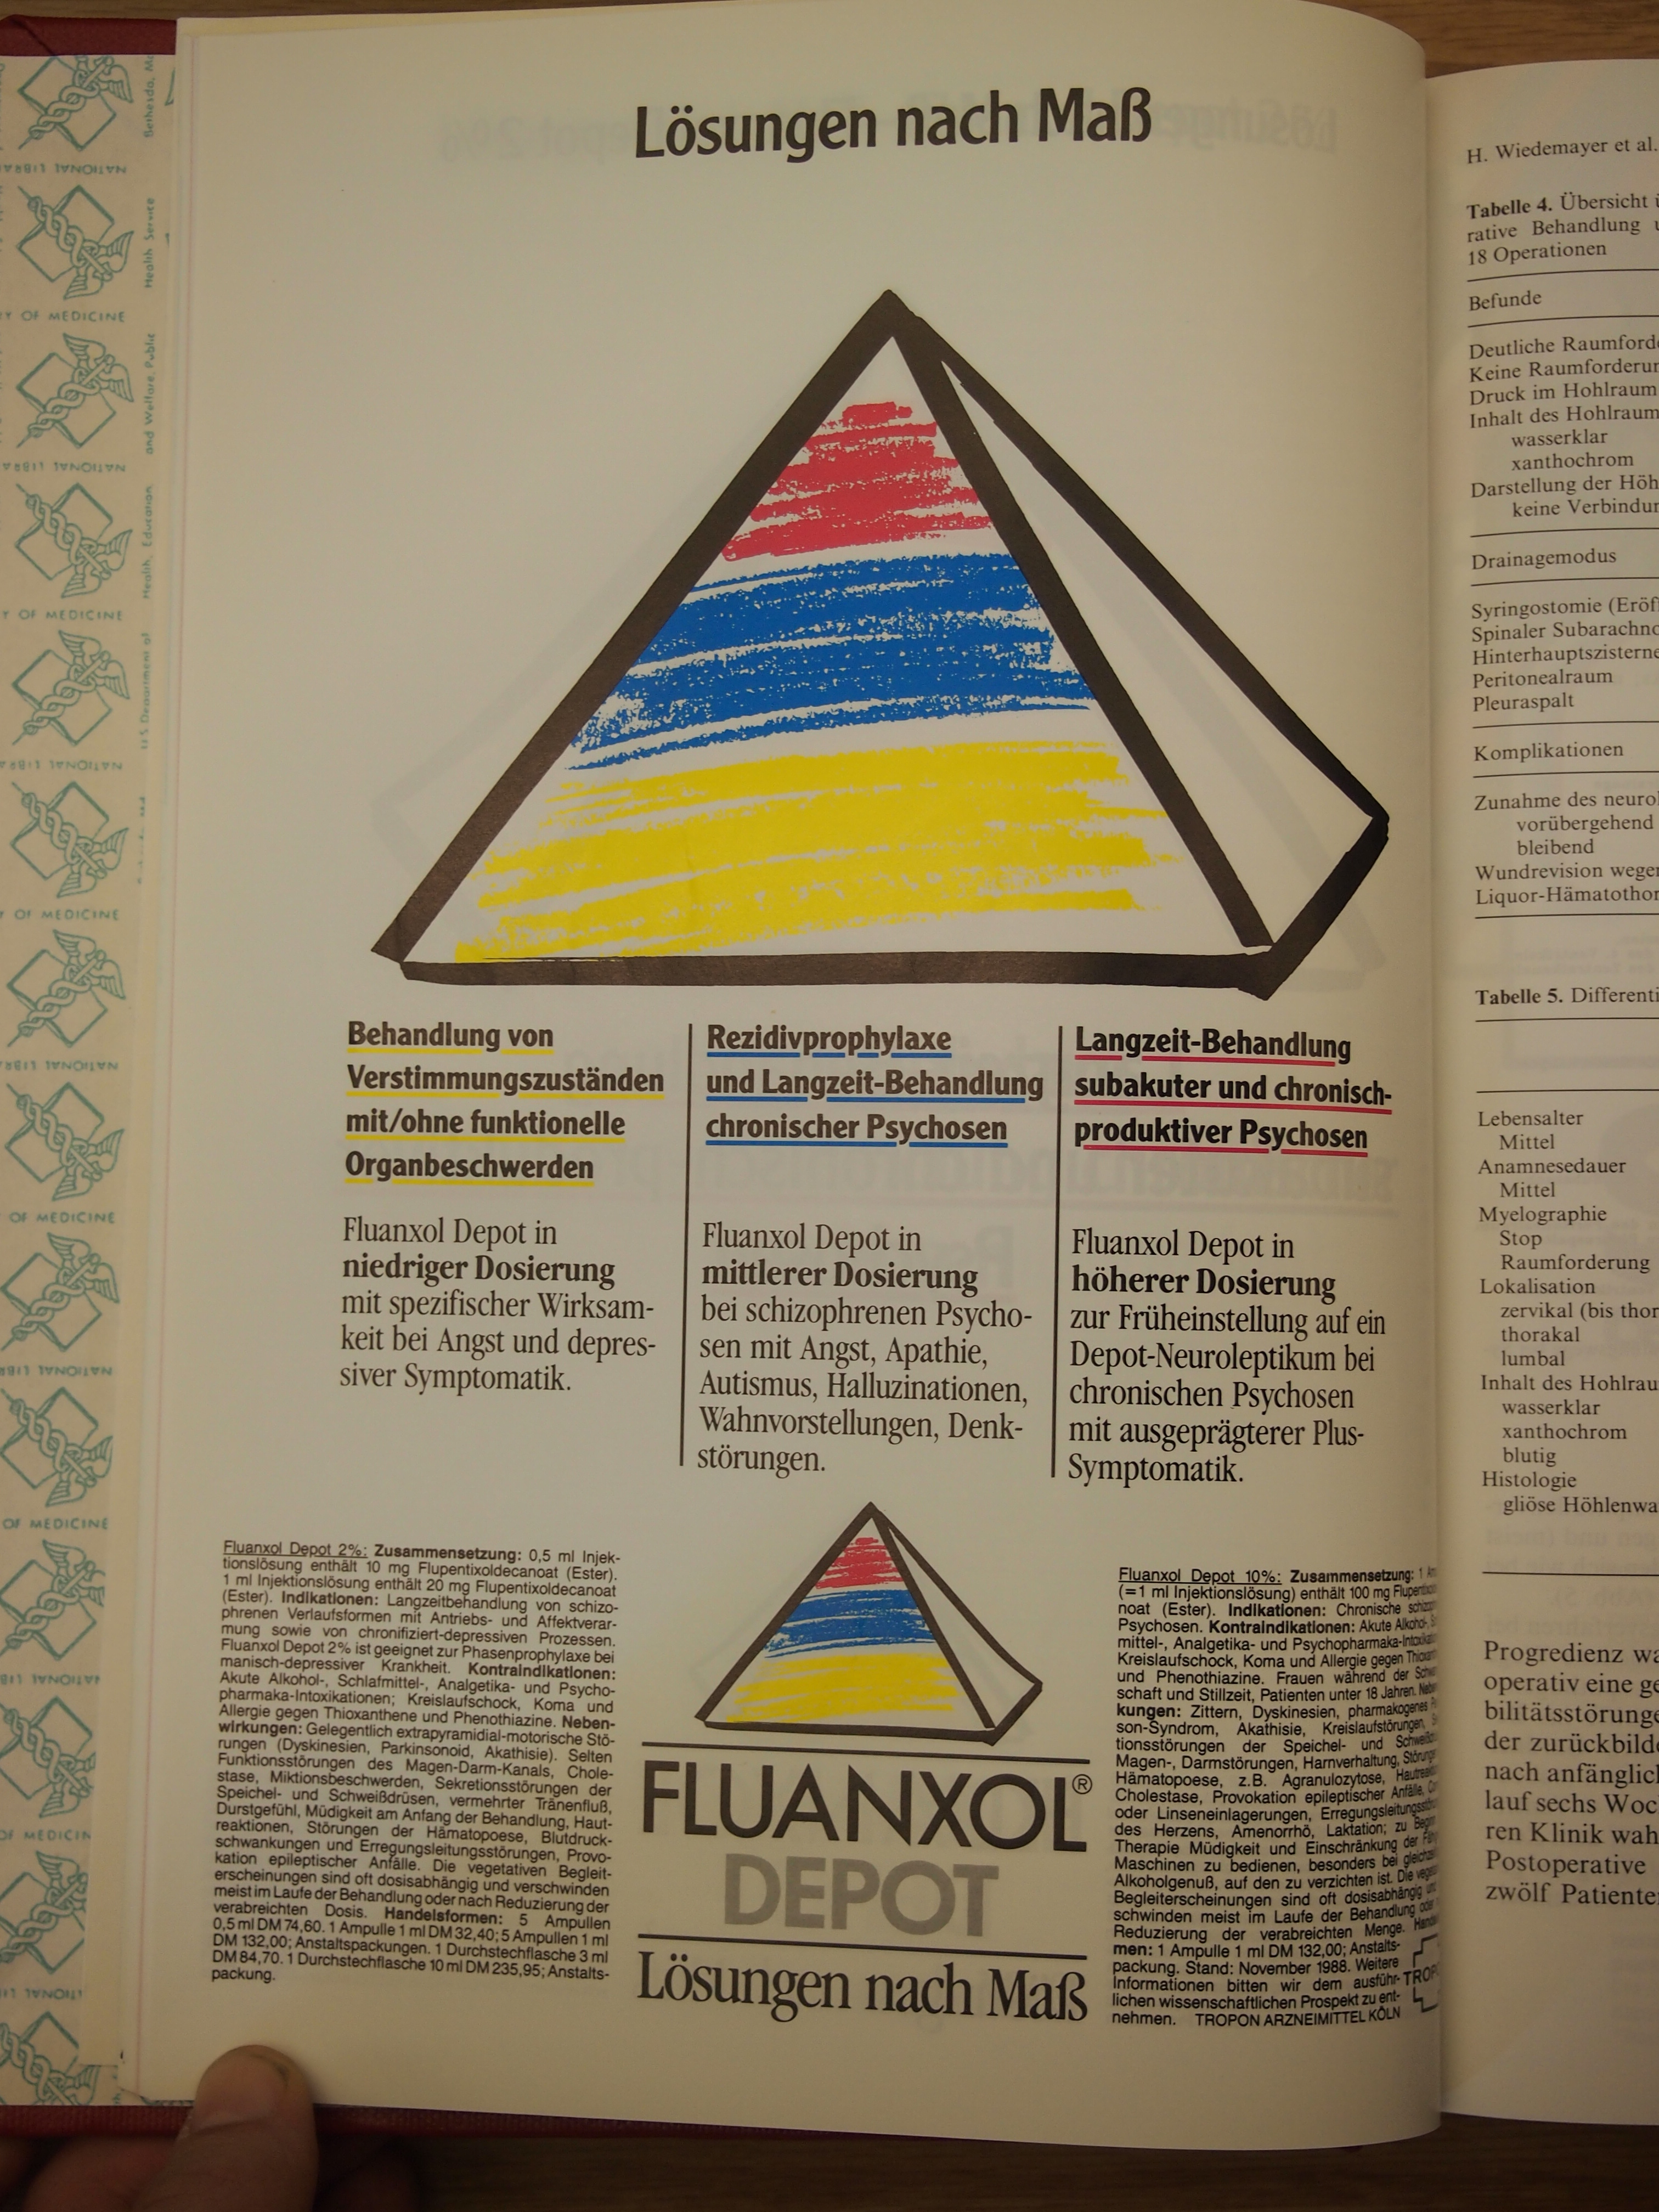 Lösungen nach Maß
Behandlung von
Verstimmungszuständen
mit/ohne funktionelle
Organbeschwerden
Fluanxol Depot in
niedriger Dosierung
mit spezifischer Wirksam-
keit bei Angst und depres-
siver Symptomatik.
Rezidivprophylaxe
und Langzeit-Behandlung
chronischer Psychosen
Fluanxol Depot in
mittlerer Dosierung
bei schizophrenen Psycho-
sen mit Angst, Apathie,
Autismus, Halluzinationen,
Wahnvorstellungen, Denk-
störungen.
Langzeit-Behandlung
subakuter und chronisch-
produktiver Psychosen
Fluanxol Depot in
höherer Dosierung
zur Früheinstellung auf ein
Depot-Neuroleptikum bei
chronischen Psychosen
mit ausgeprägterer Plus-
Symptomatik.
Fluanxol Depot 2%: Zusammensetzung: 0,5 ml Injek-
tionslösung enthält 10 mg Flupentixoldecanoat (Ester).
1 ml Injektionslösung enthält 20 mg Flupentixoldecanoat
(Ester). Indikationen: Langzeitbehandlung von schizo-
phrenen Verlaufsformen mit Antriebs- und Affektverar-
mung sowie von chronifiziert-depressiven Prozessen.
Fluanxol Depot 2% ist geeignet zur Phasenprophylaxe bei
manisch-depressiver Krankheit. Kontraindikationen:
Akute Alkohol-, Schlafmittel-, Analgetika- und Psycho-
pharmaka-Intoxikationen; Kreislaufschock, Koma und
Allergie gegen Thioxanthene und Phenothiazine. Neben-
wirkungen: Gelegentlich extrapyramidial-motorische Stö-
rungen (Dyskinesien, Parkinsonoid, Akathisie). Selten
Funktionsstörungen des Magen-Darm-Kanals, Chole-
stase, Miktionsbeschwerden, Sekretionsstörungen der
Speichel- und Schweißdrüsen, vermehrter Tränenfluß,
Durstgefühl, Müdigkeit am Anfang der Behandlung, Haut-
reaktionen, Störungen der Hämatopoese, Blutdruck-
schwankungen und Erregungsleitungsstörungen, Provo-
kation epileptischer Anfälle. Die vegetativen Begleit-
erscheinungen sind oft dosisabhängig und verschwinden
meist im Laufe der Behandlung oder nach Reduzierung der
verabreichten Dosis. Handelsformen: 5 Ampullen
0,5 ml DM 74,60. 1 Ampulle 1 ml DM 32,40; 5 Ampullen 1 ml
DM 132,00; Anstaltspackungen. 1 Durchstechflasche 3 ml
DM 84,70. 1 Durchstechflasche 10 ml DM 235,95; Anstalts-
packung.
FLUANXOL®
DEPOT
Lösungen nach Maß
Fluanxol Depot 10%: Zusammensetzung: 1
(=1 ml Injektionslösung) enthält 100 mg
noat (Ester). Indikationen: Chronische
Psychosen. Kontraindikationen: Akute Alkohol-,
mittel-, Analgetika- und Psychopharmaka-
Kreislaufschock, Koma und Allergie gegen
und Phenothiazine. Frauen während der
schaft und Stillzeit, Patienten unter 18 Jahren.
kungen: Zittern, Dyskinesien, pharmakogenes
son-Syndrom, Akathisie, Kreislaufstörungen,
tionsstörungen der Speichel- und
Magen-, Darmstörungen, Harnverhaltung,
Hämatopoese, z.B. Agranulozytose,
Cholestase, Provokation epileptischer Anfälle,
oder Linseneinlagerungen,
des Herzens, Amenorrhö, Laktation; zu
Therapie Müdigkeit und Einschränkung der
Maschinen zu bedienen, besonders bei
Alkoholgenuß, auf den zu verzichten ist. Die
Begleiterscheinungen sind oft dosisabhängig
schwinden meist im Laufe der Behandlung oder
Reduzierung der verabreichten Menge.
men: 1 Ampulle 1 ml DM 132,00; Anstalts-
packung. Stand: November 1988. Weitere
Informationen bitten wir dem ausführ-
lichen wissenschaftlichen Prospekt zu ent-
nehmen. TROPON ARZNEIMITTEL KÖLN
H. Wiedemayer et al.
Tabelle 4. Übersicht
rative Behandlung
18 Operationen
Befunde
Deutliche
Keine
Druck im Hohlraum
Inhalt des
wasserklar
xanthochrom
Darstellung der
keine
Drainagemodus
Syringostomie
Spinaler
Hinterhauptszisterne
Peritonealraum
Pleuraspalt
Komplikationen
Zunahme des
vorübergehend
bleibend
Wundrevision
Tabelle 5.
Lebensalter
Mittel
Anamnesedauer
Mittel
Myelographie
Stop
Raumforderung
Lokalisation
zervikal (bis
thorakal
lumbal
Inhalt des
wasserklar
xanthochrom
blutig
Histologie
gliöse
Progredienz
operativ eine
der
nach
lauf sechs
ren Klinik
Postoperative
zwölf
NATIONAL
OF MEDICINE
Health Service
and Welfare, Public
Health, Education
U.S. Department of